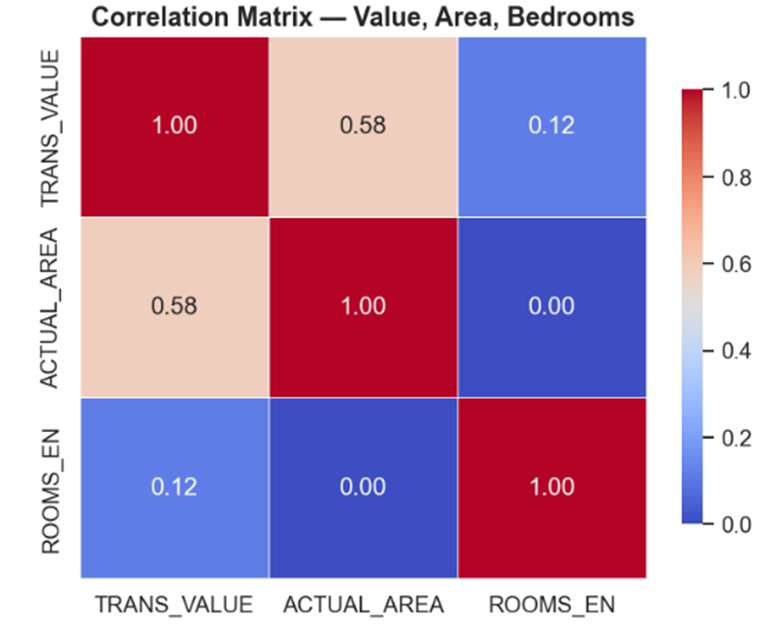 Correlation Matrix — Value, Area, Bedrooms
TRANS_VALUE
1.00
0.58
0.12
ACTUAL_AREA
0.58
1.00
0.00
ROOMS_EN
0.12
0.00
1.00
TRANS_VALUE
ACTUAL_AREA
ROOMS_EN
1.0
0.8
0.6
0.4
0.2
0.0